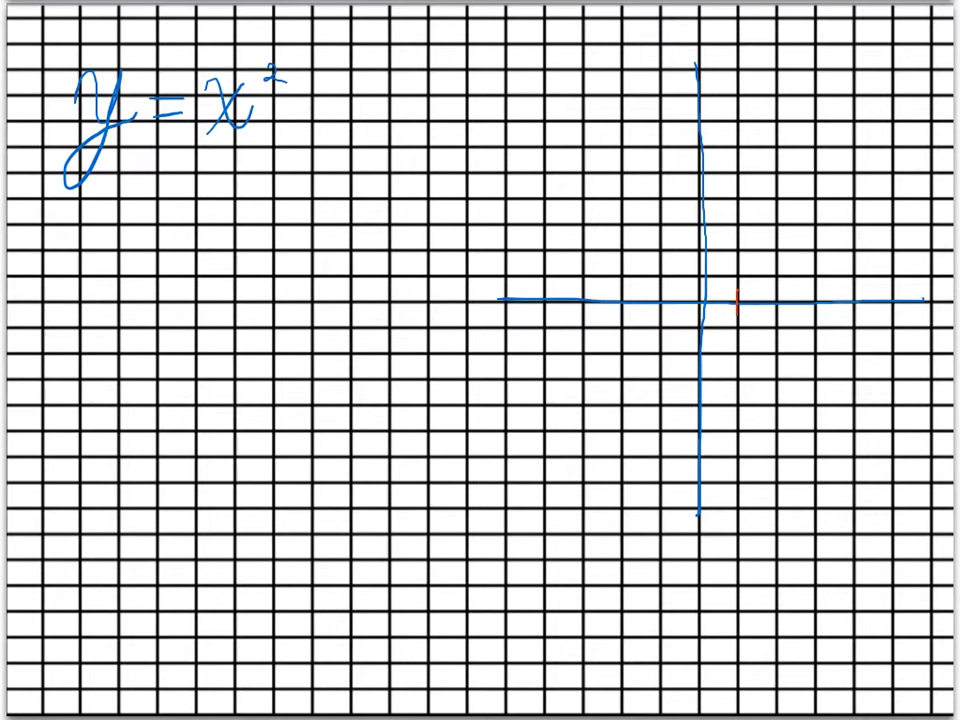 y = x²